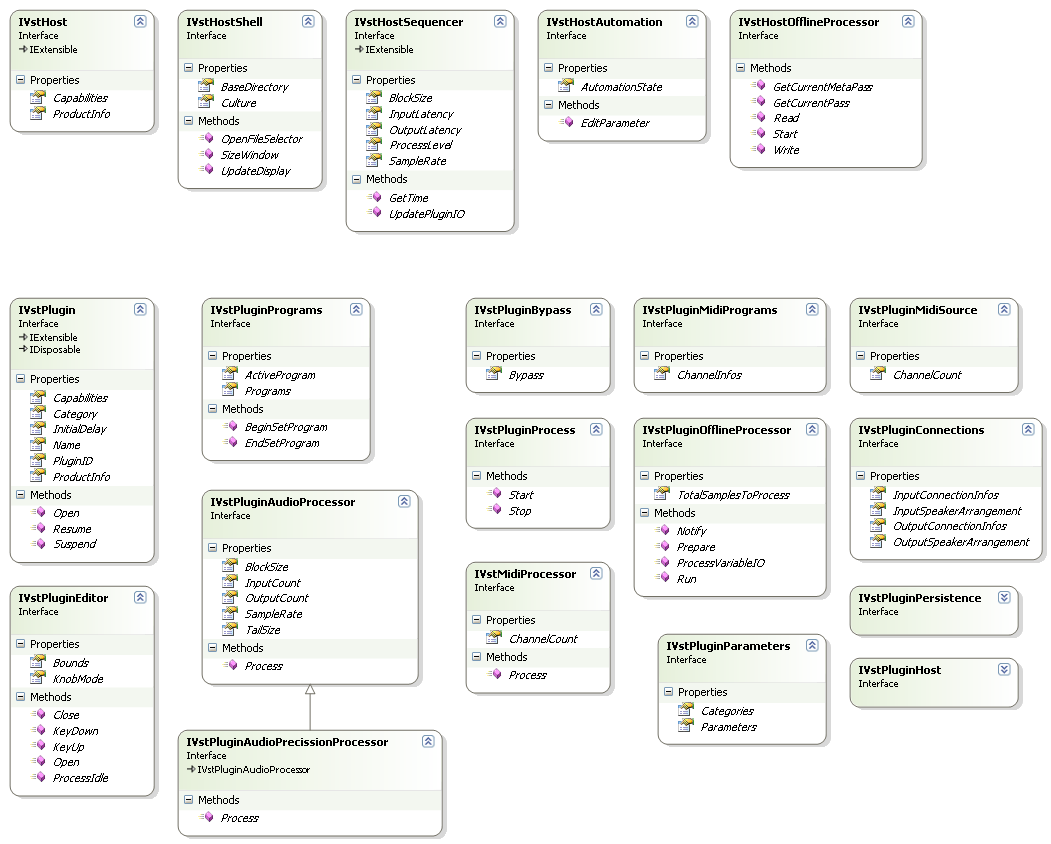 IVstHost
Interface
IExtensible
Properties
Capabilities
ProductInfo
IVstHostShell
Interface
Properties
BaseDirectory
Culture
Methods
OpenFileSelector
SizeWindow
UpdateDisplay
IVstHostSequencer
Interface
IExtensible
Properties
BlockSize
InputLatency
OutputLatency
ProcessLevel
SampleRate
Methods
GetTime
UpdatePluginIO
IVstHostAutomation
Interface
Properties
AutomationState
Methods
EditParameter
IVstHostOfflineProcessor
Interface
Methods
GetCurrentMetaPass
GetCurrentPass
Read
Start
Write
IVstPlugin
Interface
IExtensible
IDisposable
Properties
Capabilities
Category
InitialDelay
Name
PluginID
ProductInfo
Methods
Open
Resume
Suspend
IVstPluginPrograms
Interface
Properties
ActiveProgram
Programs
Methods
BeginSetProgram
EndSetProgram
IVstPluginBypass
Interface
Properties
Bypass
IVstPluginMidiPrograms
Interface
Properties
ChannelInfos
IVstPluginMidiSource
Interface
Properties
ChannelCount
IVstPluginProcess
Interface
Methods
Start
Stop
IVstPluginOfflineProcessor
Interface
Properties
TotalSamplesToProcess
Methods
Notify
Prepare
ProcessVariableIO
Run
IVstPluginConnections
Interface
Properties
InputConnectionInfos
InputSpeakerArrangement
OutputConnectionInfos
OutputSpeakerArrangement
IVstPluginAudioProcessor
Interface
Properties
BlockSize
InputCount
OutputCount
SampleRate
TailSize
Methods
Process
IVstMidiProcessor
Interface
Properties
ChannelCount
Methods
Process
IVstPluginEditor
Interface
Properties
Bounds
KnobMode
Methods
Close
KeyDown
KeyUp
Open
ProcessIdle
IVstPluginPersistence
Interface
IVstPluginParameters
Interface
Properties
Categories
Parameters
IVstPluginHost
Interface
IVstPluginAudioPrecissionProcessor
Interface
IVstPluginAudioProcessor
Methods
Process